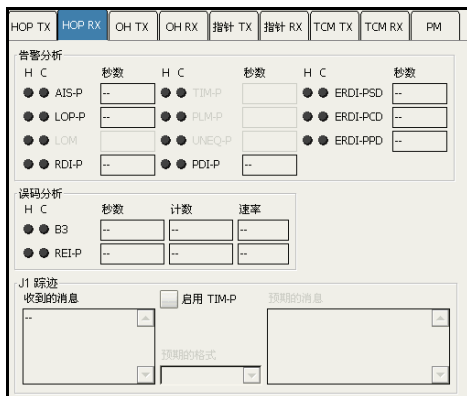 HOP TX HOP RX OH TX OH RX 指针 TX 指针 RX TCM TX TCM RX PM
告警分析
H C 秒数 H C 秒数 H C 秒数
AIS-P -- TIM-P ERDI-PSD --
LOP-P -- PLM-P ERDI-PCD --
LOM UNEQ-P ERDI-PPD --
RDI-P -- PDI-P --
误码分析
H C 秒数 计数 速率
B3 -- -- --
REI-P -- -- --
J1 踪迹
收到的消息 启用 TIM-P 预期的消息
--
预期的格式